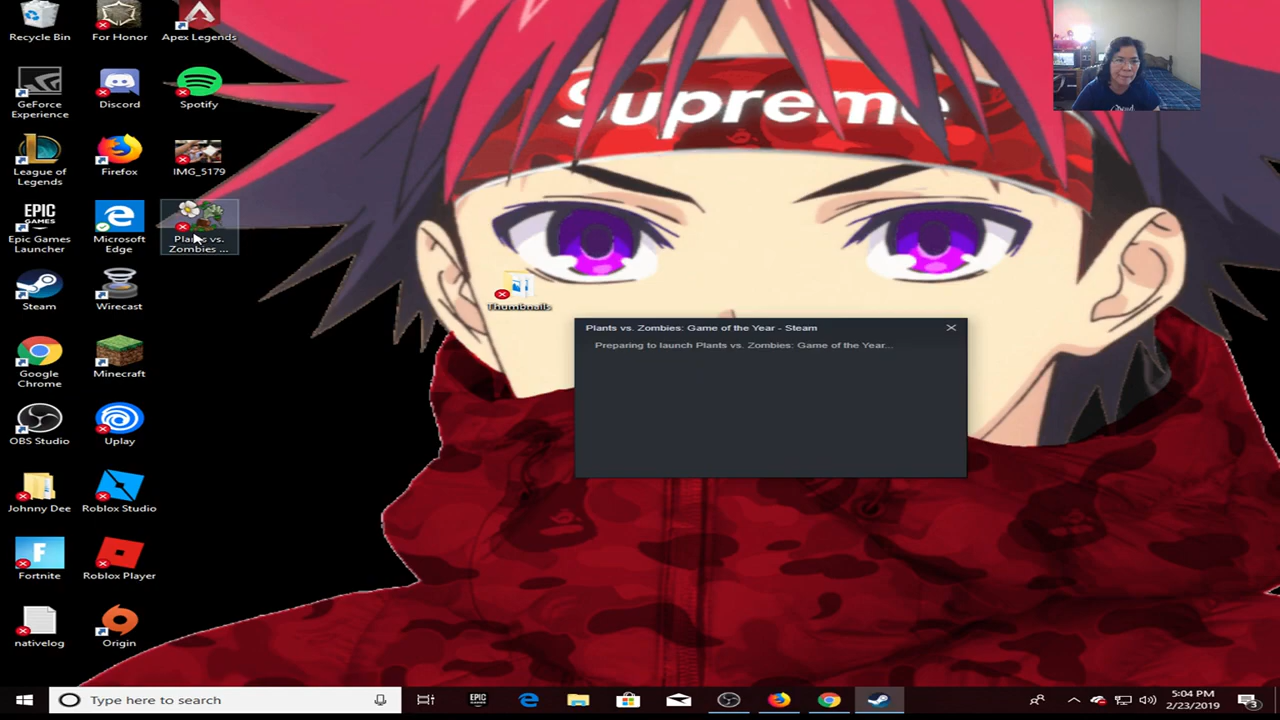 Recycle Bin
For Honor
Apex Legends
GeForce
Experience
Discord
Spotify
League of
Legends
Firefox
IMG_5179
EPIC
GAMES
Epic Games
Launcher
Microsoft
Edge
Plants vs.
Zombies ...
Steam
Wirecast
Google
Chrome
Minecraft
OBS Studio
Uplay
Johnny Dee
Roblox Studio
Fortnite
Roblox Player
nativelog
Origin
Supreme
Thumbnails
Plants vs. Zombies: Game of the Year - Steam
Preparing to launch Plants vs. Zombies: Game of the Year...
Type here to search
EPIC
5:04 PM
2/23/2019
3